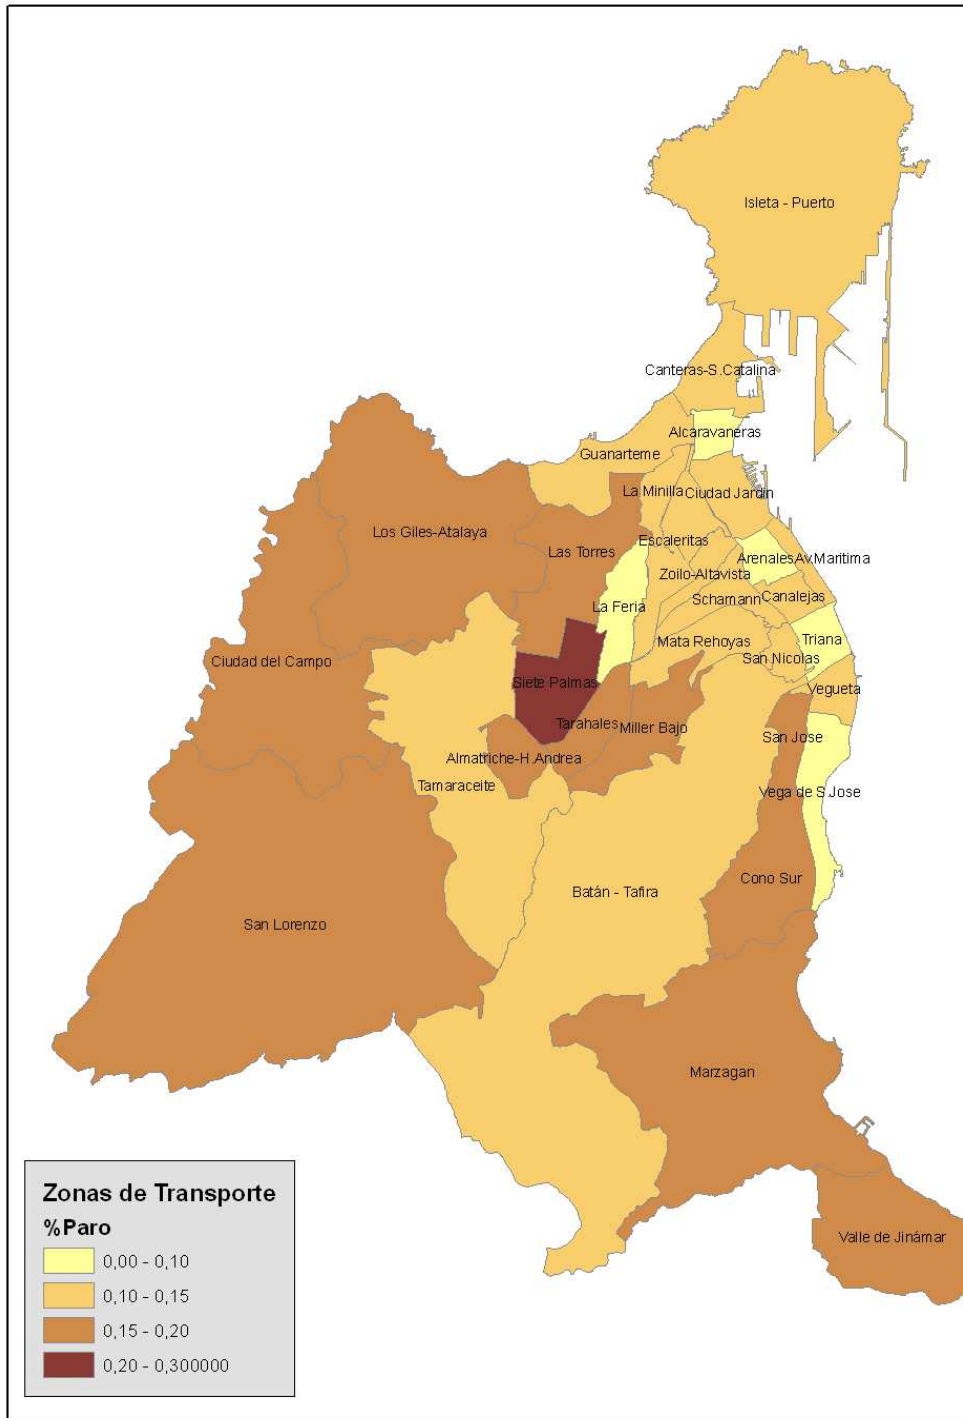 Isleta - Puerto
Canteras-S.Catalina
Alcaravaneras
Guanarteme
La Minilla
Ciudad Jardin
Los Giles-Atalaya
Las Torres
Escaleritas
Arenales
Av.Maritima
Zoilo-Altavista
Schamann
Canalejas
La Feria
Mata Rehoyas
Triana
San Nicolas
Ciudad del Campo
Siete Palmas
Vegueta
Tarahales
Miller Bajo
San Jose
Almatriche-H.Andrea
Tamaraceite
Vega de S.Jose
Cono Sur
Batán - Tafira
San Lorenzo
Marzagan
Valle de Jinámar
Zonas de Transporte
%Paro
0,00 - 0,10
0,10 - 0,15
0,15 - 0,20
0,20 - 0,300000